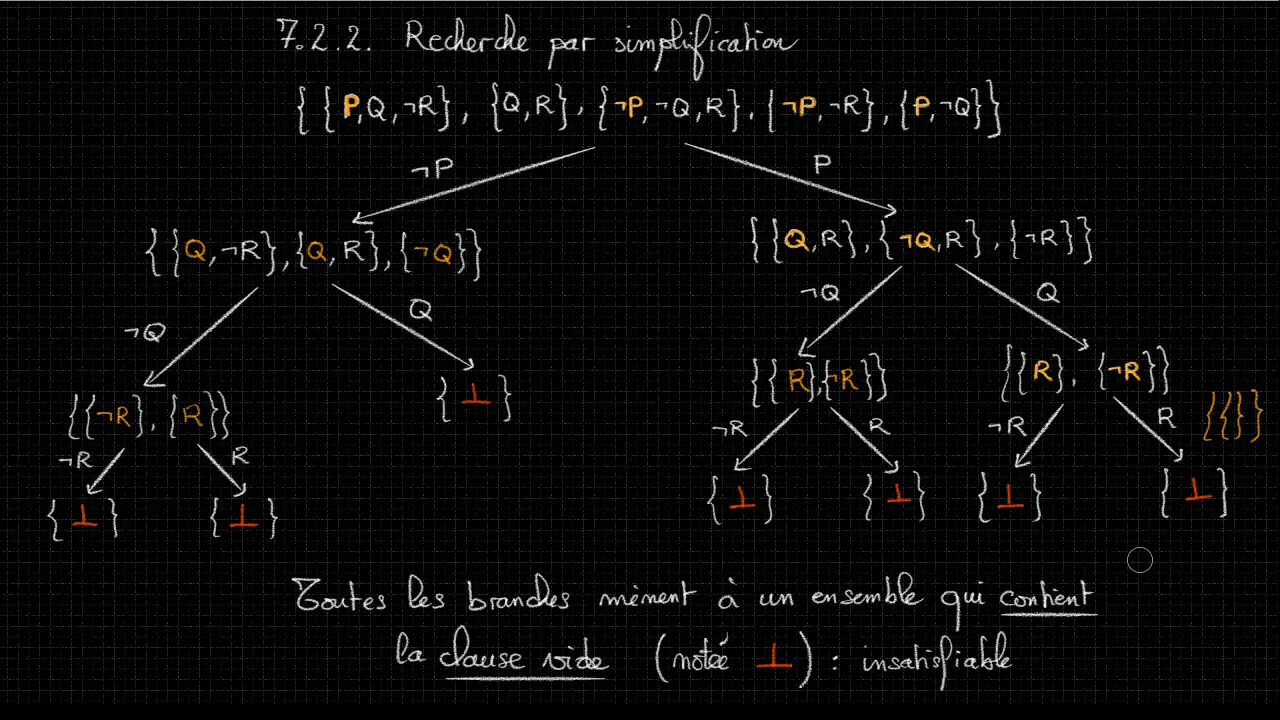 7.2.2. Recherche par simplification
{ { P,Q,¬R}, {Q,R}, {¬P,¬Q,R}, {¬P,¬R}, {P,¬Q}}
¬P P
{{Q,¬R},{Q,R},{¬Q}} {{Q,R},{¬Q,R},{¬R}}
¬Q Q ¬Q Q
{{¬R},{R}} {⊥} {{R},{¬R}} {{R}, {¬R}}
¬R R ¬R R ¬R R {{}}
{⊥} {⊥} {⊥} {⊥} {⊥} {⊥}
Toutes les branches mènent à un ensemble qui contient
la clause vide (notée ⊥) : insatisfiable